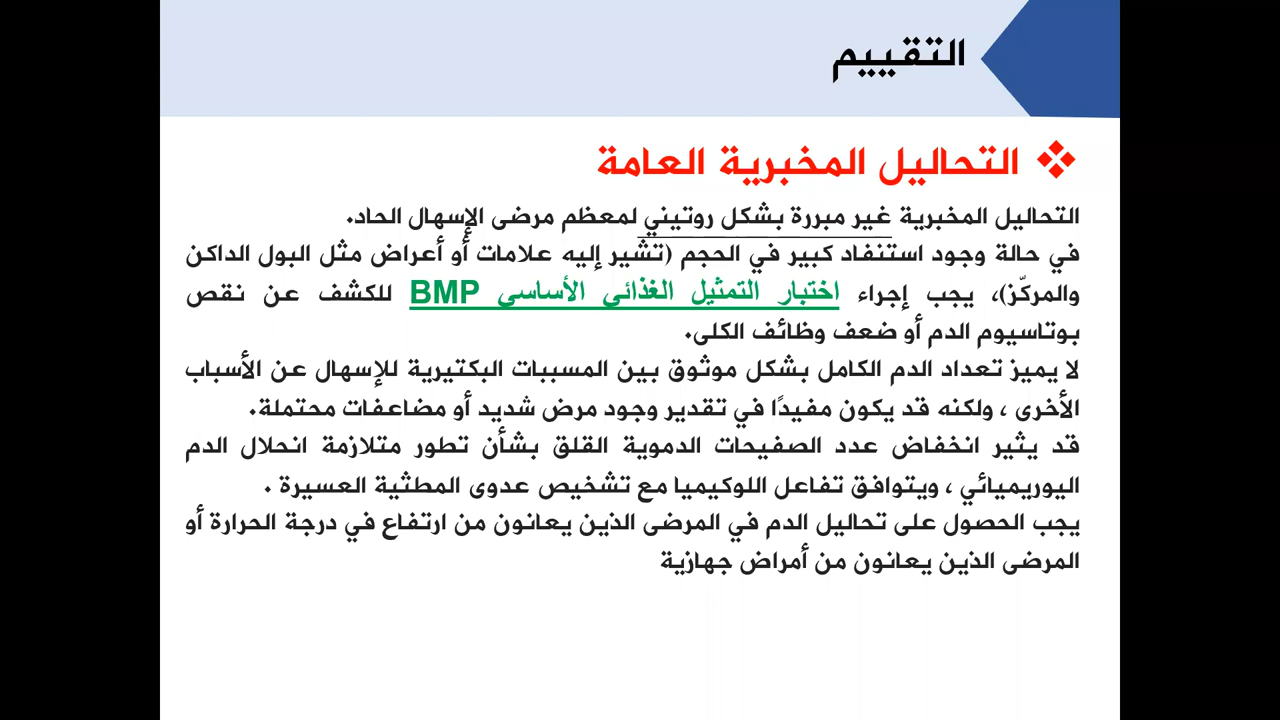 التقييم
❖ التحاليل المخبرية العامة
التحاليل المخبرية غير مبررة بشكل روتيني لمعظم مرضى الإسهال الحاد.
في حالة وجود استنفاد كبير في الحجم (تشير إليه علامات أو أعراض مثل البول الداكن
والمركّز)، يجب إجراء اختبار التمثيل الغذائي الأساسي BMP للكشف عن نقص
بوتاسيوم الدم أو ضعف وظائف الكلى.
لا يميز تعداد الدم الكامل بشكل موثوق بين المسببات البكتيرية للإسهال عن الأسباب
الأخرى ، ولكنه قد يكون مفيدًا في تقدير وجود مرض شديد أو مضاعفات محتملة.
قد يثير انخفاض عدد الصفيحات الدموية القلق بشأن تطور متلازمة انحلال الدم
اليوريميائي ، ويتوافق تفاعل اللوكيميا مع تشخيص عدوى المطثية العسيرة .
يجب الحصول على تحاليل الدم في المرضى الذين يعانون من ارتفاع في درجة الحرارة أو
المرضى الذين يعانون من أمراض جهازية